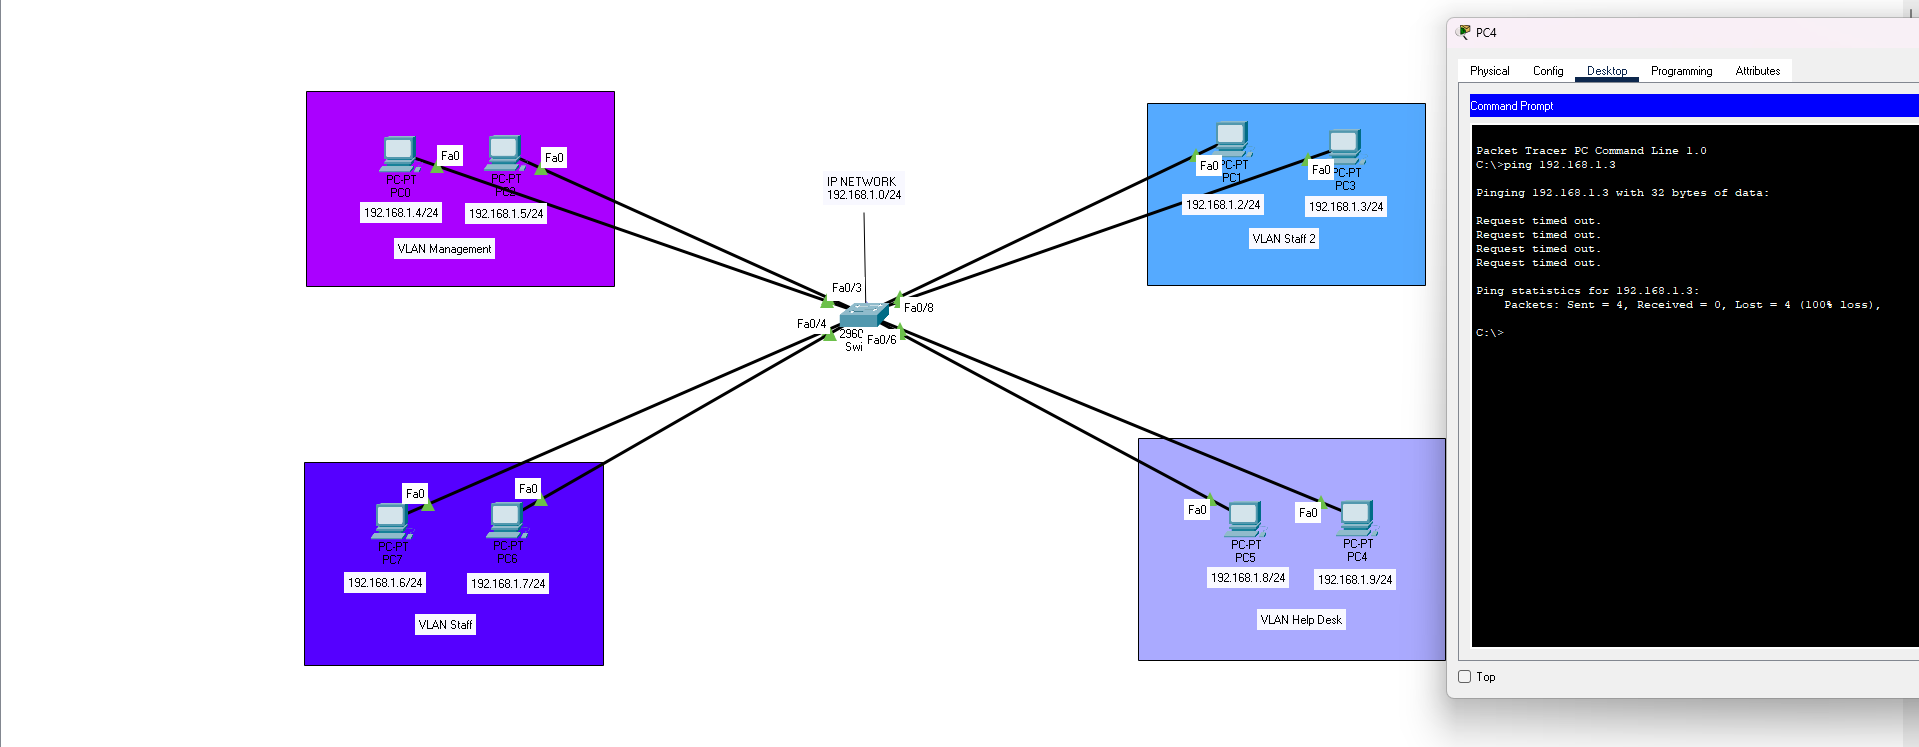 Fa0
Fa0
PC-PT
PC0
PC-PT
PC2
192.168.1.4/24
192.168.1.5/24
VLAN Management
IP NETWORK
192.168.1.0/24
Fa0
PC-PT
PC1
Fa0
PC-PT
PC3
192.168.1.2/24
192.168.1.3/24
VLAN Staff 2
Fa0/3
Fa0/8
Fa0/4
Fa0/6
2960
Swi
Fa0
Fa0
PC-PT
PC7
PC-PT
PC6
192.168.1.6/24
192.168.1.7/24
VLAN Staff
Fa0
Fa0
PC-PT
PC5
PC-PT
PC4
192.168.1.8/24
192.168.1.9/24
VLAN Help Desk
PC4
Physical Config Desktop Programming Attributes
Command Prompt
Packet Tracer PC Command Line 1.0
C:\>ping 192.168.1.3
Pinging 192.168.1.3 with 32 bytes of data:
Request timed out.
Request timed out.
Request timed out.
Request timed out.
Ping statistics for 192.168.1.3:
Packets: Sent = 4, Received = 0, Lost = 4 (100% loss),
C:\>
Top